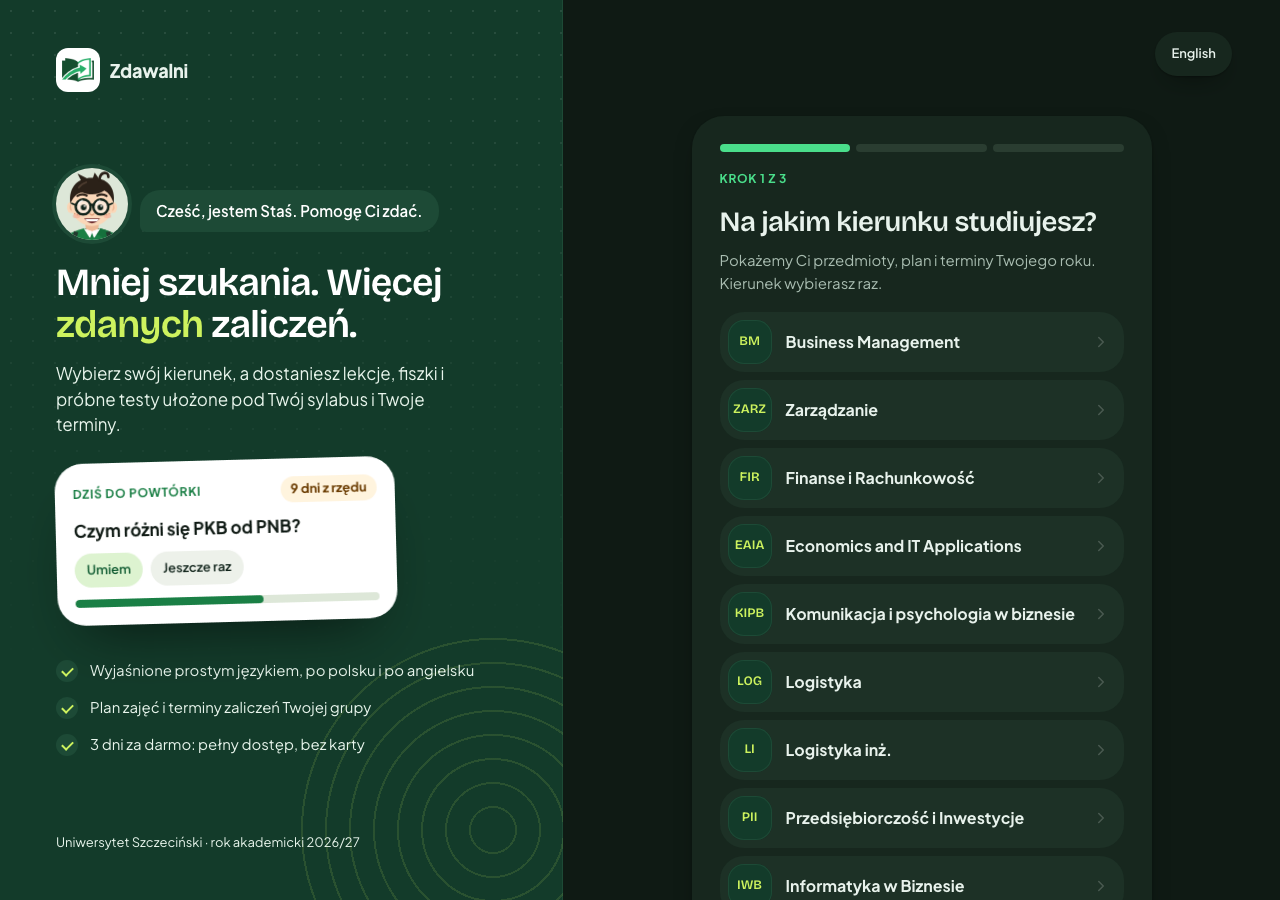 Zdawalni
Cześć, jestem Staś. Pomogę Ci zdać.
Mniej szukania. Więcej
zdanych zaliczeń.
Wybierz swój kierunek, a dostaniesz lekcje, fiszki i
próbne testy ułożone pod Twój sylabus i Twoje
terminy.
DZIŚ DO POWTÓRKI
9 dni z rzędu
Czym różni się PKB od PNB?
Umiem
Jeszcze raz
Wyjaśnione prostym językiem, po polsku i po angielsku
Plan zajęć i terminy zaliczeń Twojej grupy
3 dni za darmo: pełny dostęp, bez karty
Uniwersytet Szczeciński · rok akademicki 2026/27
English
KROK 1 Z 3
Na jakim kierunku studiujesz?
Pokażemy Ci przedmioty, plan i terminy Twojego roku.
Kierunek wybierasz raz.
BM Business Management
ZARZ Zarządzanie
FIR Finanse i Rachunkowość
EAIA Economics and IT Applications
KIPB Komunikacja i psychologia w biznesie
LOG Logistyka
LI Logistyka inż.
PII Przedsiębiorczość i Inwestycje
IWB Informatyka w Biznesie